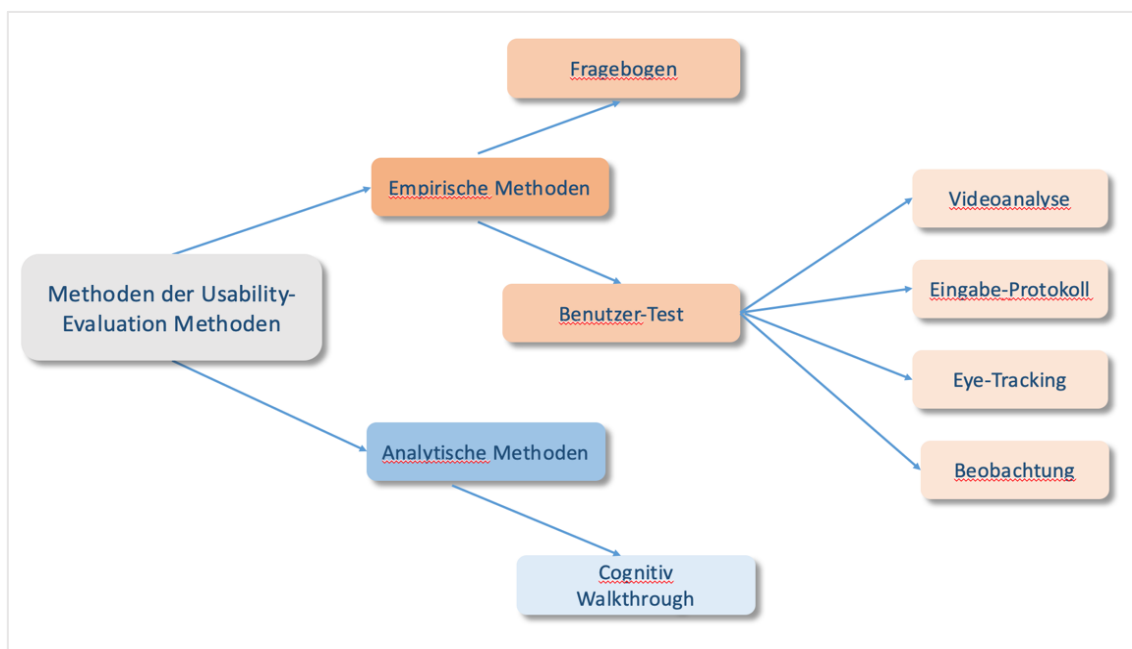 Fragebogen
Empirische Methoden
Videoanalyse
Methoden der Usability-
Evaluation Methoden
Eingabe-Protokoll
Benutzer-Test
Eye-Tracking
Analytische Methoden
Beobachtung
Cognitiv
Walkthrough